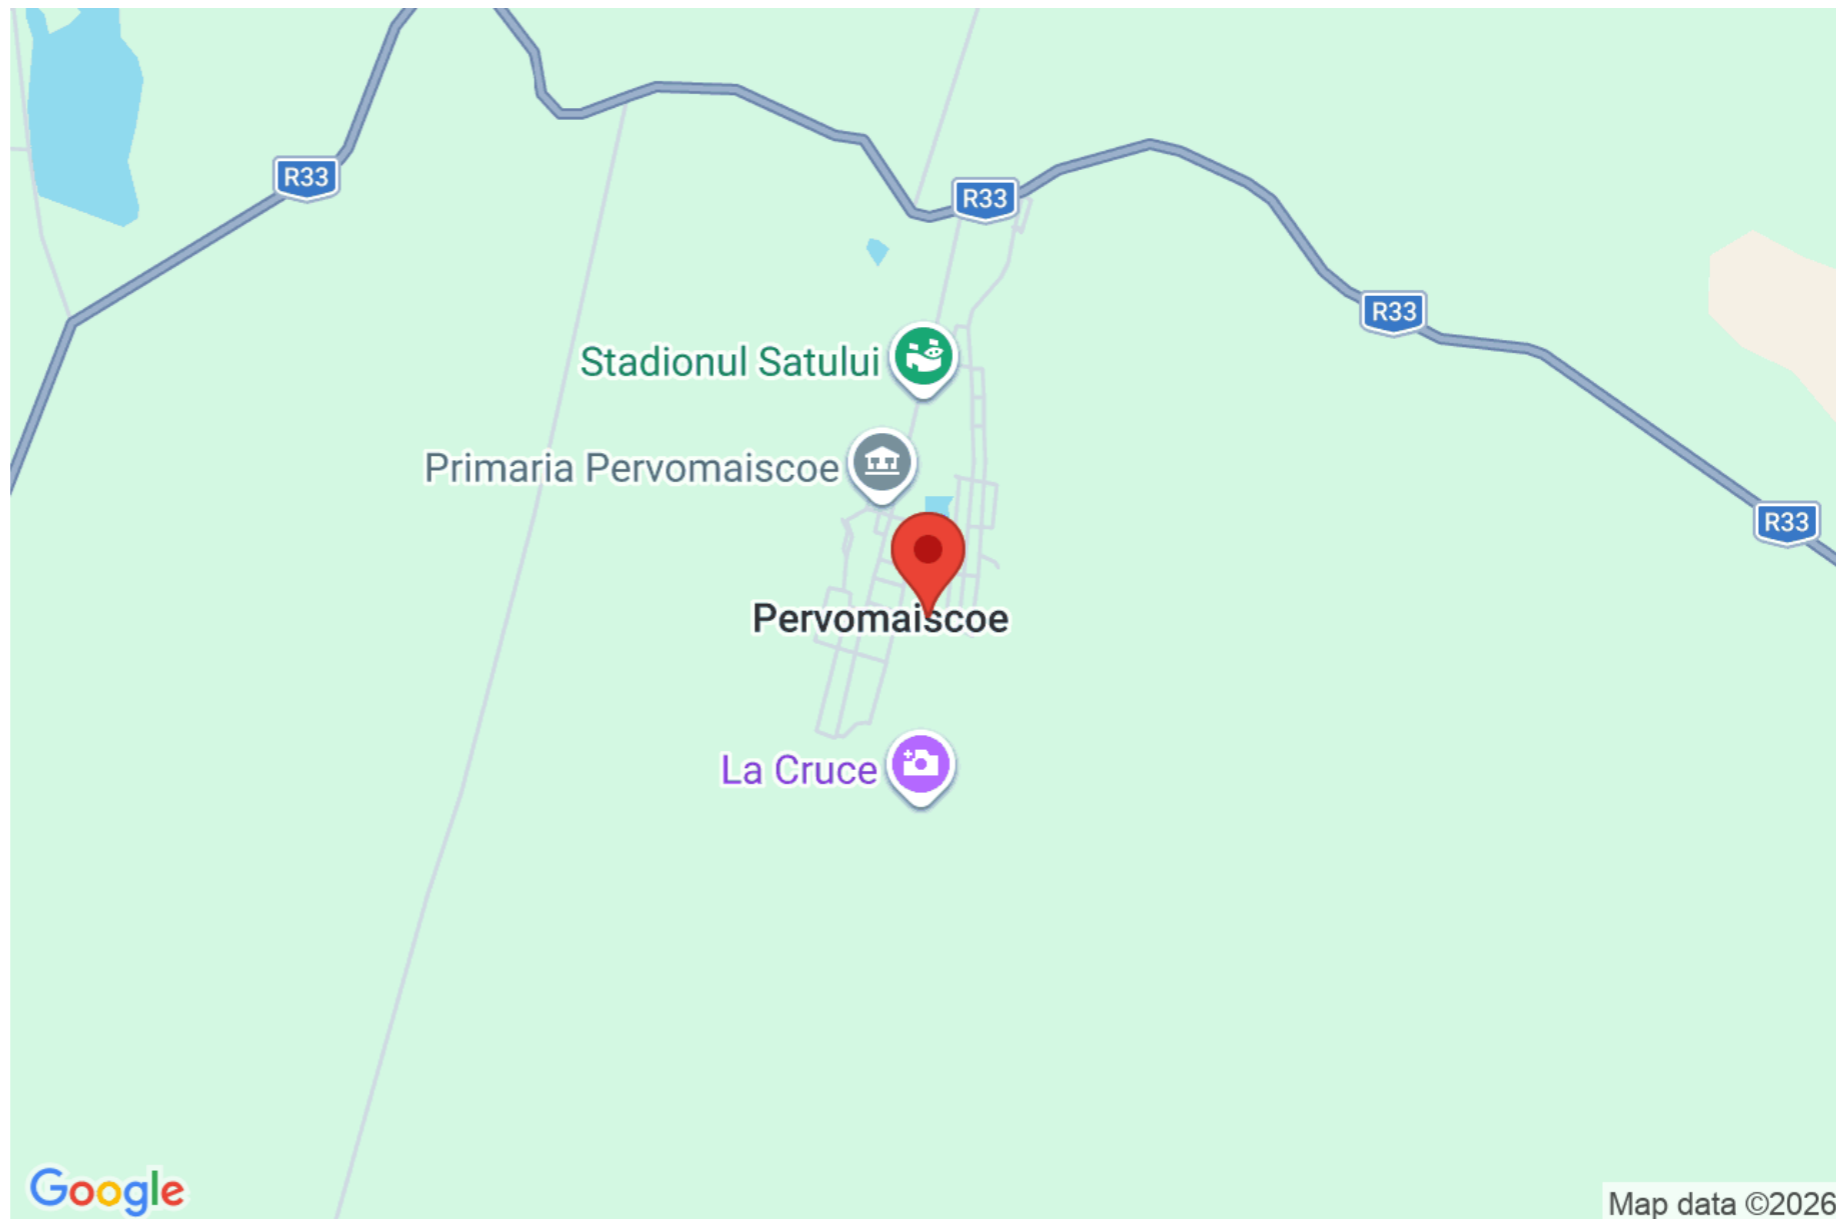 R33
R33
R33
Stadionul Satului
Primaria Pervomaiscoe
R33
Pervomaiscoe
La Cruce
Google
Map data ©2026